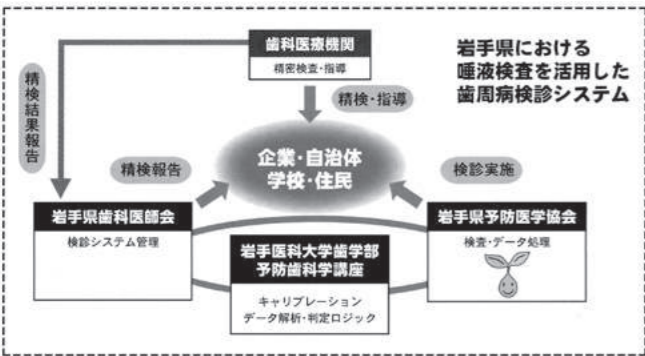 岩手県における
唾液検査を活用した
歯周病検診システム
歯科医療機関
精密検査・指導
精検結果報告
精検・指導
企業・自治体
学校・住民
精検報告
検診実施
岩手県歯科医師会
検診システム管理
岩手県予防医学協会
検査・データ処理
岩手医科大学歯学部
予防歯科学講座
キャリブレーション
データ解析・判定ロジック